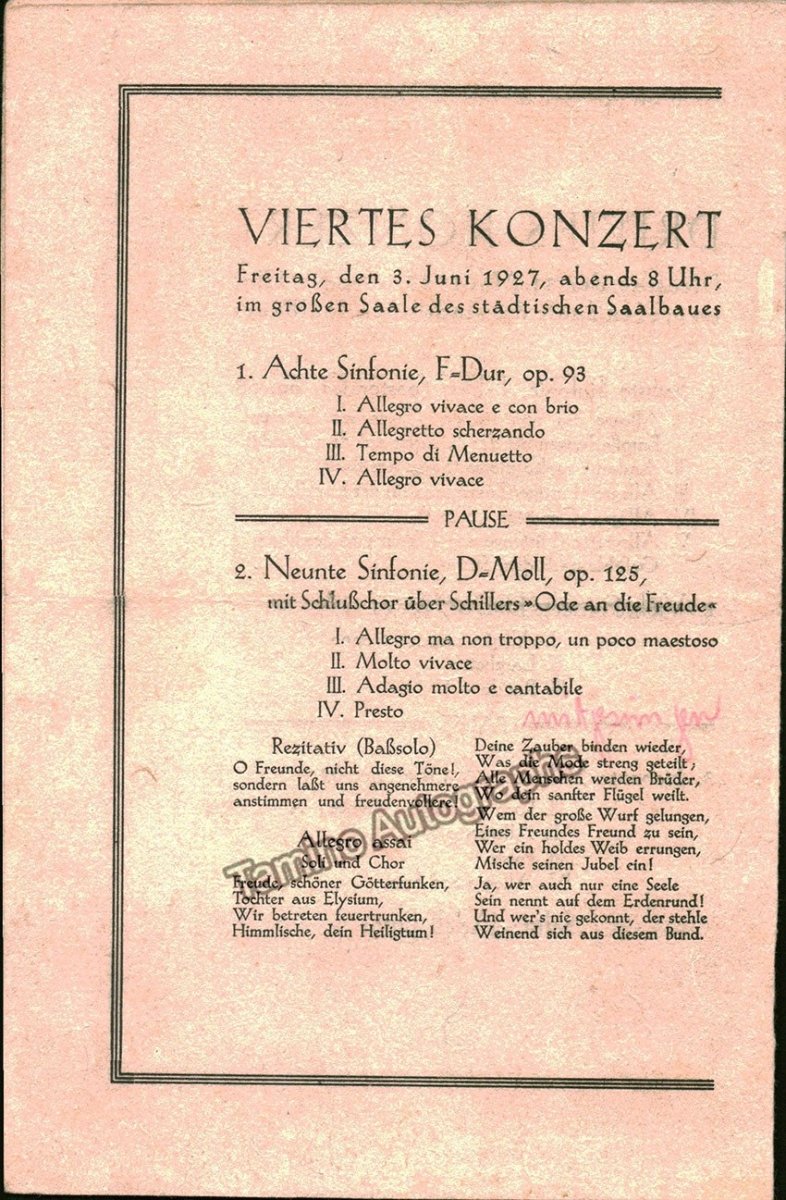 VIERTES KONZERT
Freitag, den 3. Juni 1927, abends 8 Uhr,
im großen Saale des städtischen Saalbaues
1. Achte Sinfonie, F-Dur, op. 93
I. Allegro vivace e con brio
II. Allegretto scherzando
III. Tempo di Menuetto
IV. Allegro vivace
PAUSE
2. Neunte Sinfonie, D-Moll, op. 125,
mit Schlußchor über Schillers »Ode an die Freude«
I. Allegro ma non troppo, un poco maestoso
II. Molto vivace
III. Adagio molto e cantabile
IV. Presto
Rezitativ (Baßsolo)
O Freunde, nicht diese Töne!,
sondern laßt uns angenehmere
anstimmen und freudenvollere!
Allegro assai
Soli und Chor
Freude, schöner Götterfunken,
Tochter aus Elysium,
Wir betreten feuertrunken,
Himmlische, dein Heiligtum!
Deine Zauber binden wieder,
Was die Mode streng geteilt;
Alle Menschen werden Brüder,
Wo dein sanfter Flügel weilt.
Wem der große Wurf gelungen,
Eines Freundes Freund zu sein,
Wer ein holdes Weib errungen,
Mische seinen Jubel ein!
Ja, wer auch nur eine Seele
Sein nennt auf dem Erdenrund!
Und wer's nie gekonnt, der stehle
Weinend sich aus diesem Bund.
Tamino Autographs